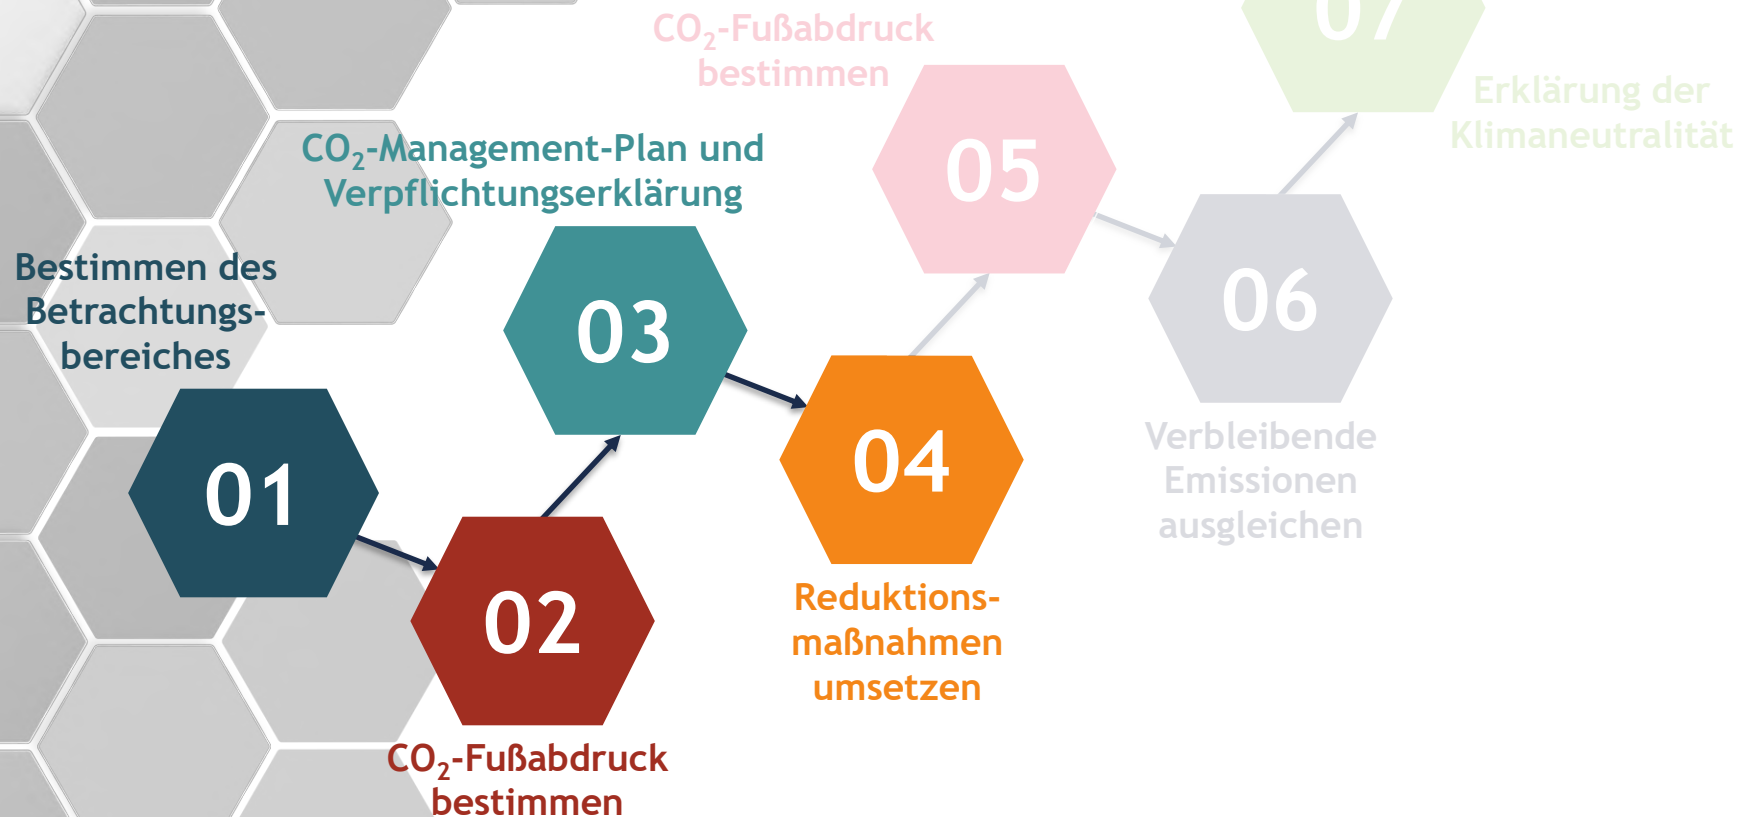 Bestimmen des
Betrachtungs-
bereiches
01
02
CO₂-Fußabdruck
bestimmen
CO₂-Management-Plan und
Verpflichtungserklärung
03
04
Reduktions-
maßnahmen
umsetzen
CO₂-Fußabdruck
bestimmen
05
06
Verbleibende
Emissionen
ausgleichen
07
Erklärung der
Klimaneutralität